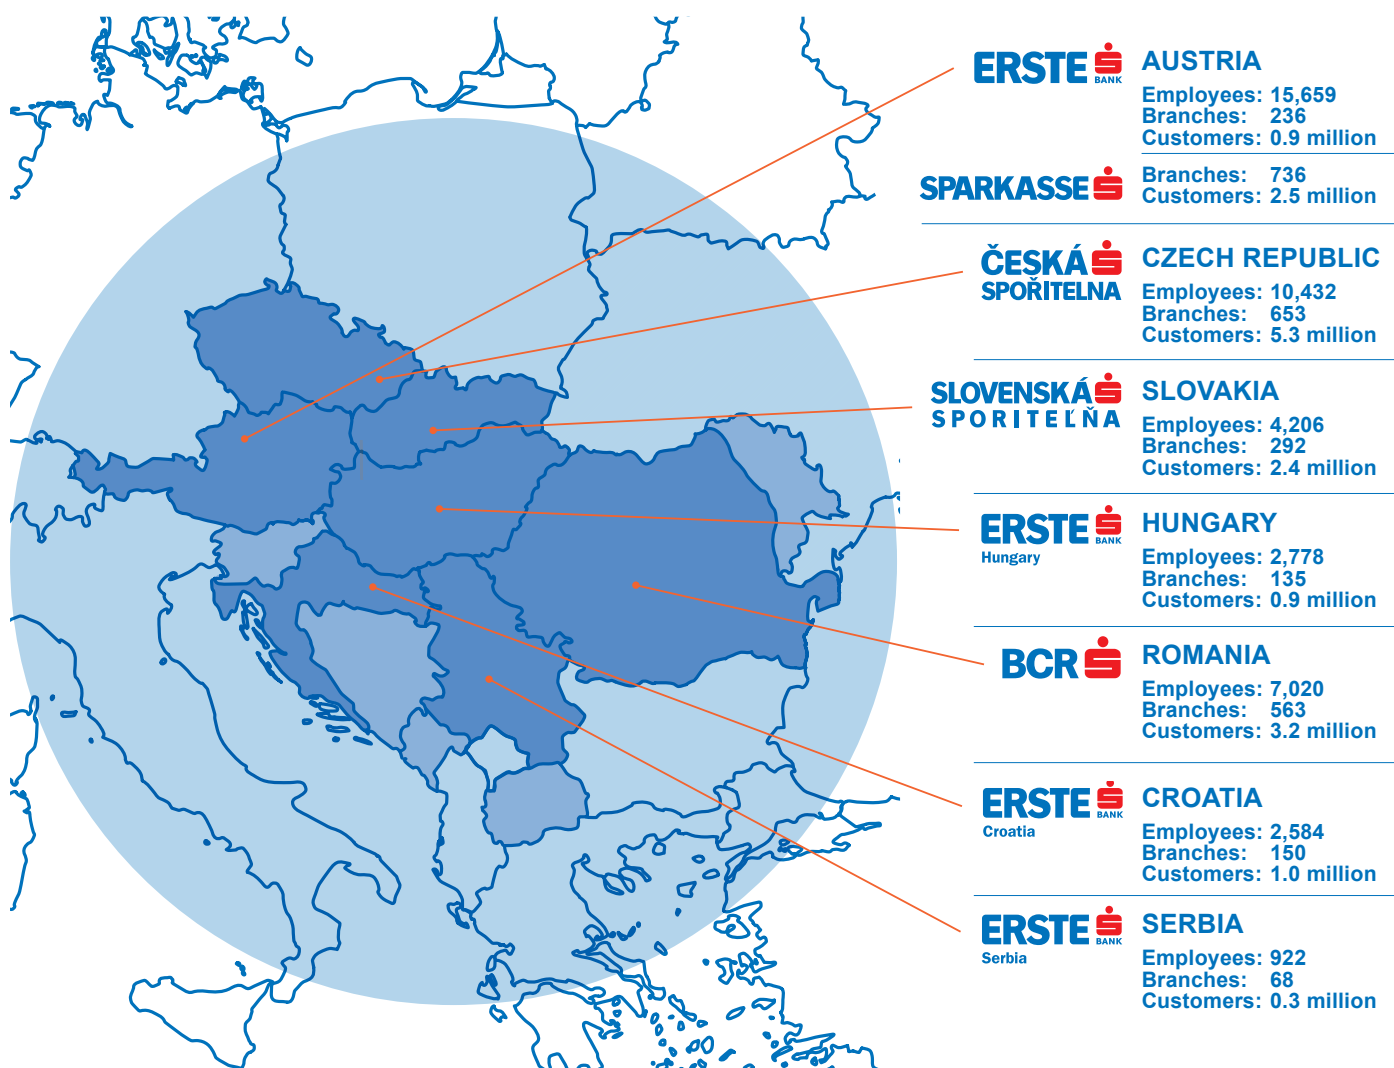 ERSTE BANK
AUSTRIA
Employees: 15,659
Branches: 236
Customers: 0.9 million
SPARKASSE
Branches: 736
Customers: 2.5 million
ČESKÁ
SPOŘITELNA
CZECH REPUBLIC
Employees: 10,432
Branches: 653
Customers: 5.3 million
SLOVENSKÁ
SPORITEĽŇA
SLOVAKIA
Employees: 4,206
Branches: 292
Customers: 2.4 million
ERSTE BANK
Hungary
HUNGARY
Employees: 2,778
Branches: 135
Customers: 0.9 million
BCR
ROMANIA
Employees: 7,020
Branches: 563
Customers: 3.2 million
ERSTE BANK
Croatia
CROATIA
Employees: 2,584
Branches: 150
Customers: 1.0 million
ERSTE BANK
Serbia
SERBIA
Employees: 922
Branches: 68
Customers: 0.3 million